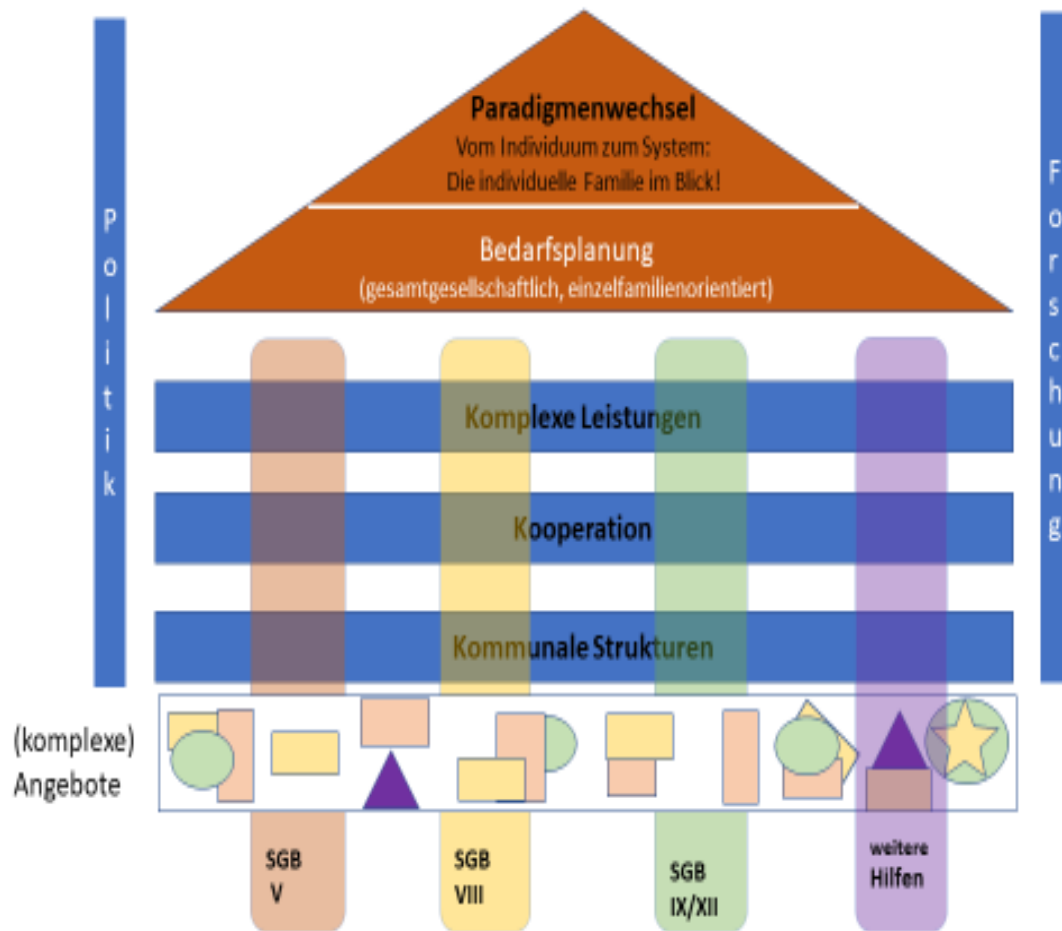 Politik
Paradigmenwechsel
Vom Individuum zum System:
Die individuelle Familie im Blick!
Bedarfsplanung
(gesamtgesellschaftlich, einzelfamilienorientiert)
Forschung
Komplexe Leistungen
Kooperation
Kommunale Strukturen
(komplexe)
Angebote
SGB
V
SGB
VIII
SGB
IX/XII
weitere
Hilfen